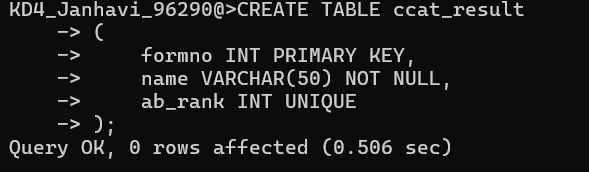 KD4_Janhavi_96290@>CREATE TABLE ccat_result
    -> (
    ->     formno INT PRIMARY KEY,
    ->     name VARCHAR(50) NOT NULL,
    ->     ab_rank INT UNIQUE
    -> );
Query OK, 0 rows affected (0.506 sec)